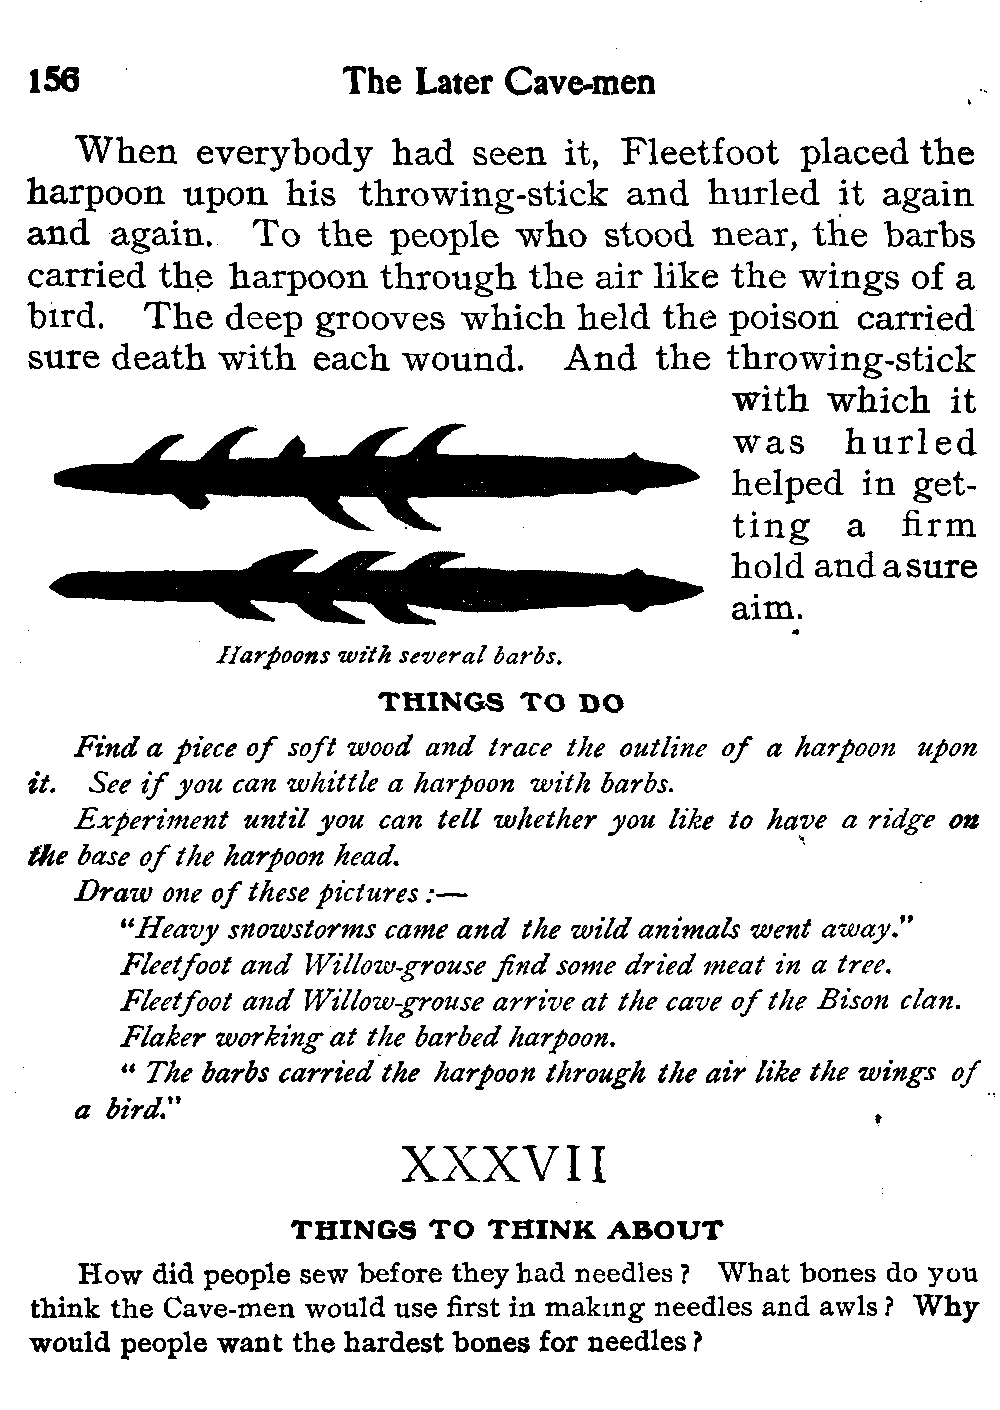 156 The Later Cave-men
When everybody had seen it, Fleetfoot placed the
harpoon upon his throwing-stick and hurled it again
and again. To the people who stood near, the barbs
carried the harpoon through the air like the wings of a
bird. The deep grooves which held the poison carried
sure death with each wound. And the throwing-stick
with which it
was hurled
helped in get-
ting a firm
hold and a sure
aim.
Harpoons with several barbs.
THINGS TO DO
Find a piece of soft wood and trace the outline of a harpoon upon
it. See if you can whittle a harpoon with barbs.
Experiment until you can tell whether you like to have a ridge on
the base of the harpoon head.
Draw one of these pictures :—
"Heavy snowstorms came and the wild animals went away."
Fleetfoot and Willow-grouse find some dried meat in a tree.
Fleetfoot and Willow-grouse arrive at the cave of the Bison clan.
Flaker working at the barbed harpoon.
" The barbs carried the harpoon through the air like the wings of
a bird."
XXXVII
THINGS TO THINK ABOUT
How did people sew before they had needles ? What bones do you
think the Cave-men would use first in making needles and awls ? Why
would people want the hardest bones for needles ?